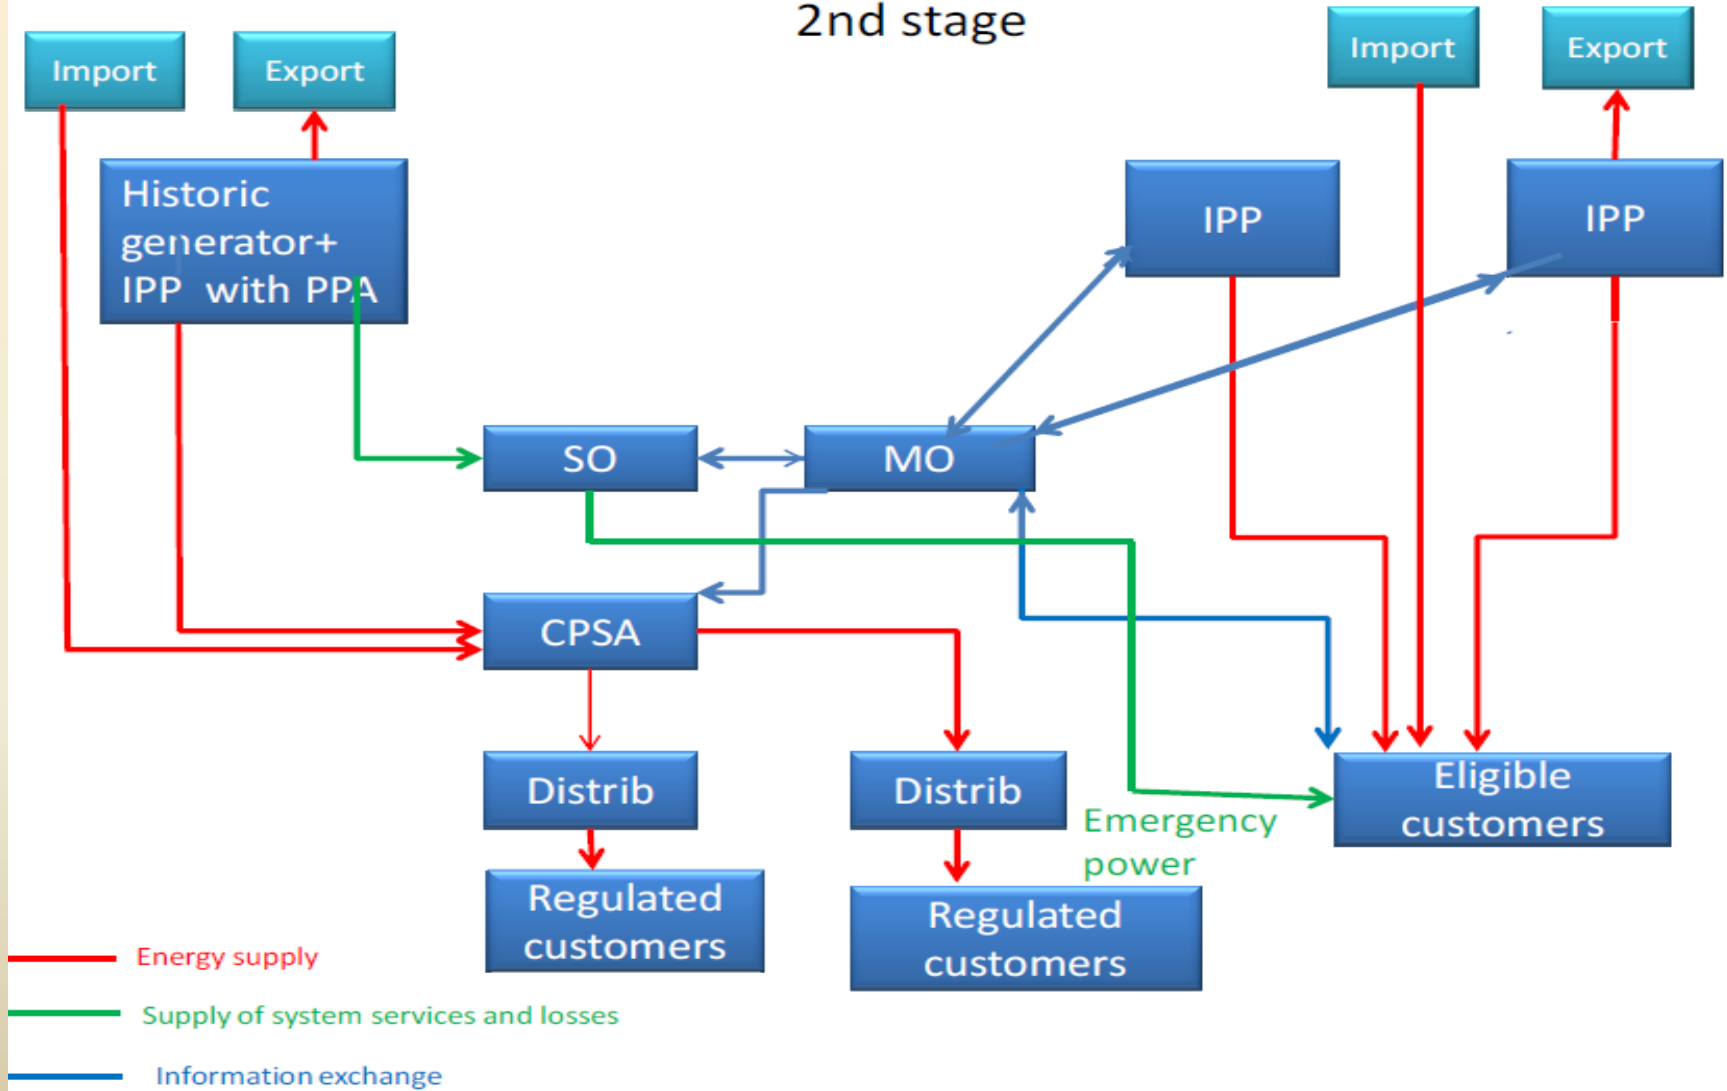 2nd stage
Import
Export
Import
Export
Historic
generator+
IPP with PPA
IPP
IPP
SO
MO
CPSA
Distrib
Distrib
Emergency
power
Eligible
customers
Regulated
customers
Regulated
customers
Energy supply
Supply of system services and losses
Information exchange